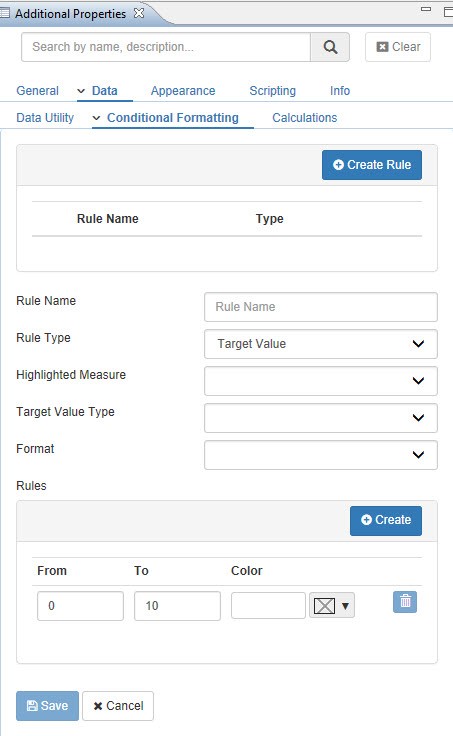 Additional Properties
Search by name, description...
Clear
General Data Appearance Scripting Info
Data Utility Conditional Formatting Calculations
Create Rule
Rule Name Type
Rule Name Rule Name
Rule Type Target Value
Highlighted Measure
Target Value Type
Format
Rules
Create
From To Color
0 10
Save Cancel